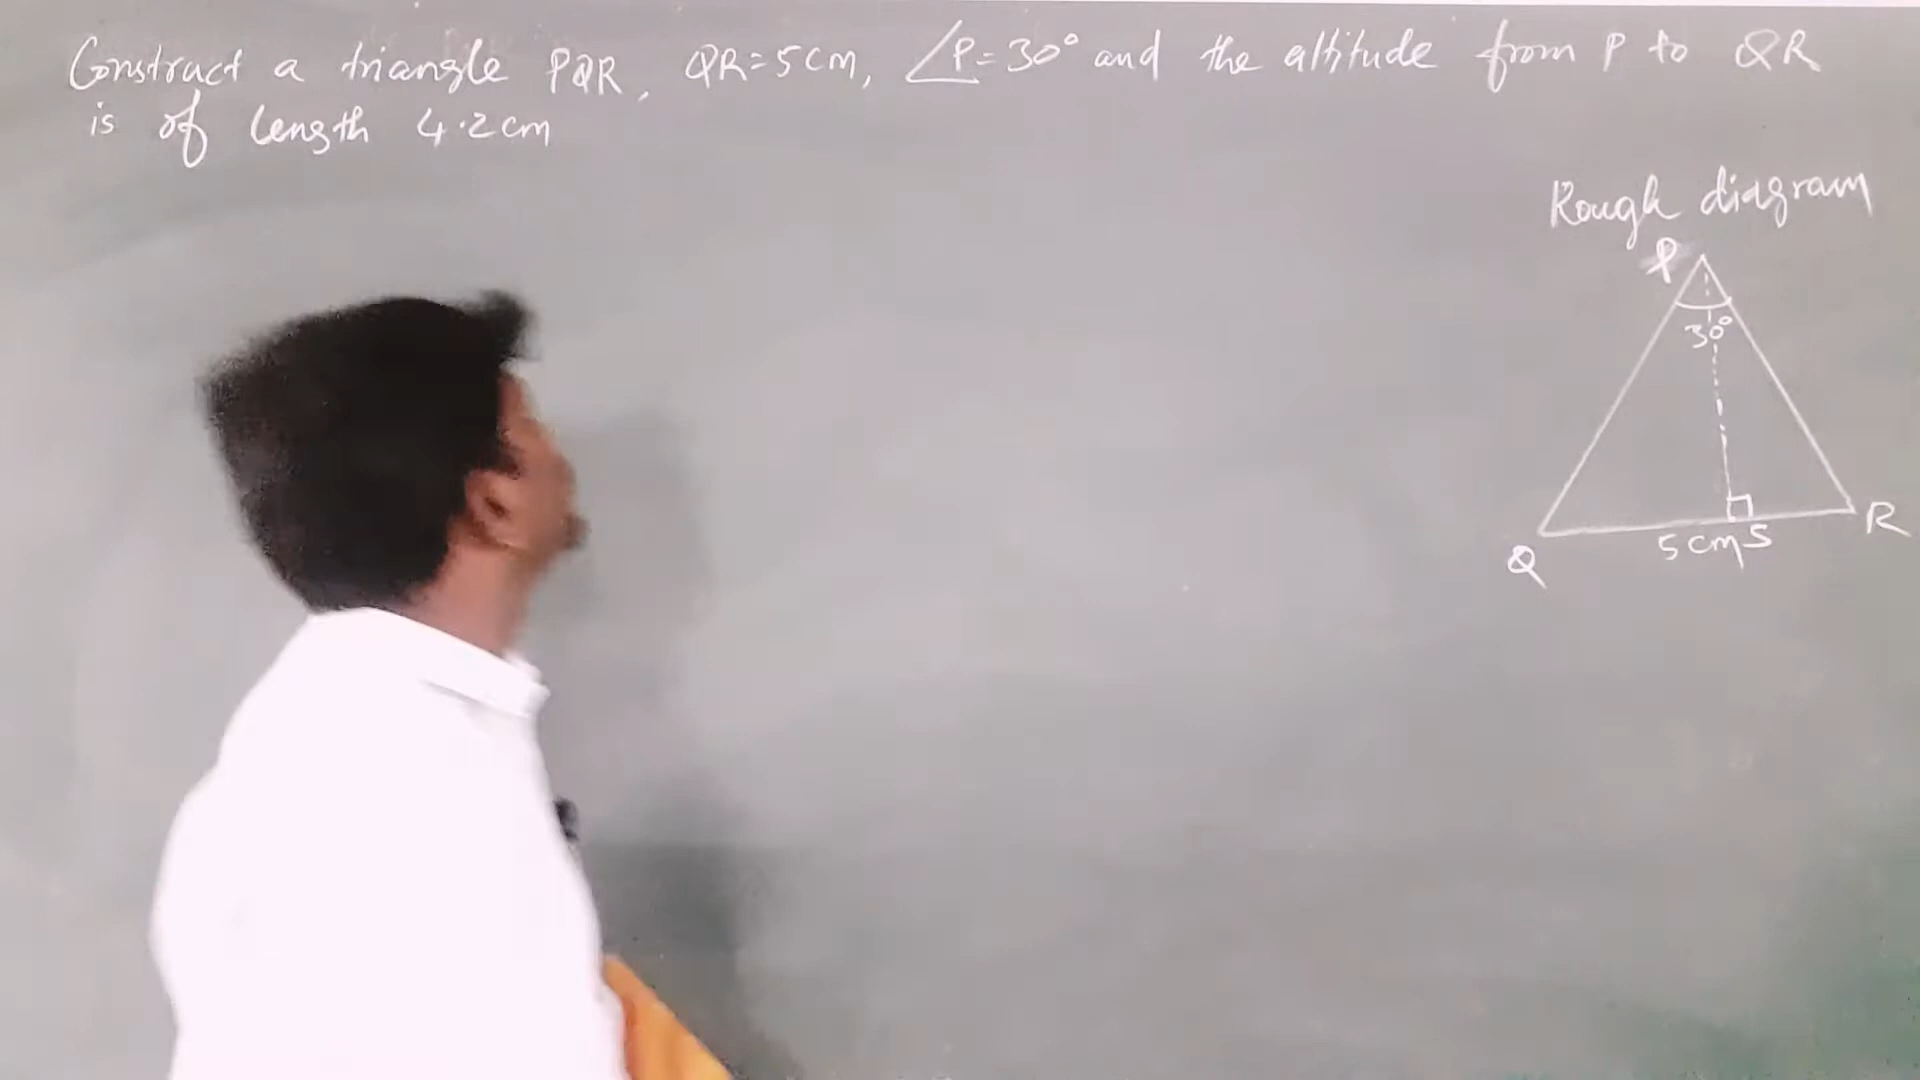 Construct a triangle PQR, QR=5cm, ∠P=30° and the altitude from P to QR
is of length 4.2cm
Rough diagram
P
30°
5cm S
Q
R